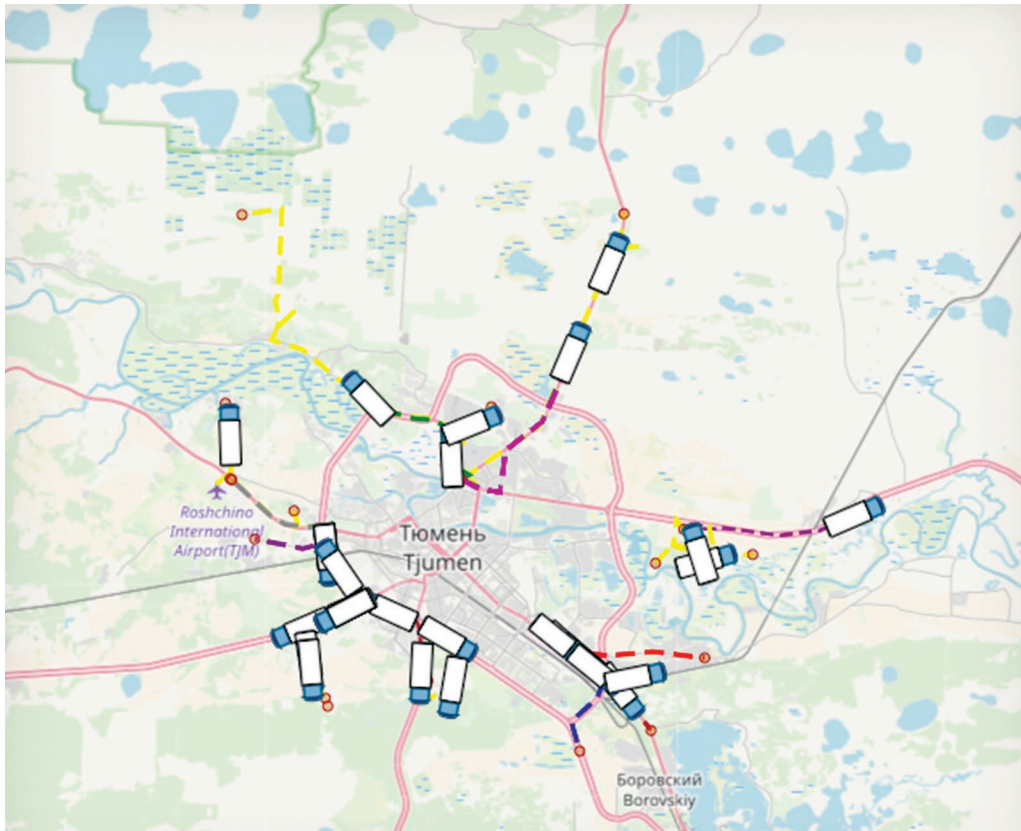 Roshchino
International
Airport(TJM)
Тюмень
Tjumen
Боровский
Borovskiy